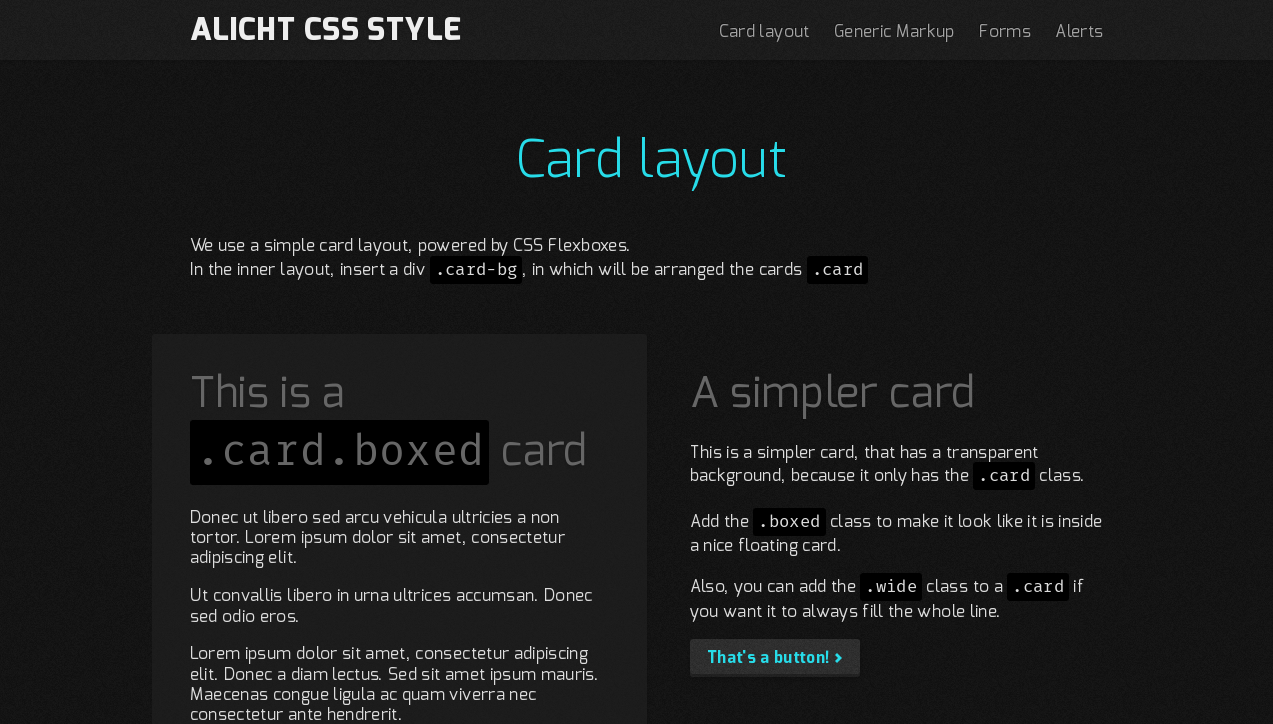 ALICHT CSS STYLE
Card layout Generic Markup Forms Alerts
Card layout
We use a simple card layout, powered by CSS Flexboxes.
In the inner layout, insert a div .card-bg, in which will be arranged the cards .card
This is a
.card.boxed card
Donec ut libero sed arcu vehicula ultricies a non
tortor. Lorem ipsum dolor sit amet, consectetur
adipiscing elit.
Ut convallis libero in urna ultrices accumsan. Donec
sed odio eros.
Lorem ipsum dolor sit amet, consectetur adipiscing
elit. Donec a diam lectus. Sed sit amet ipsum mauris.
Maecenas congue ligula ac quam viverra nec
consectetur ante hendrerit.
A simpler card
This is a simpler card, that has a transparent
background, because it only has the .card class.
Add the .boxed class to make it look like it is inside
a nice floating card.
Also, you can add the .wide class to a .card if
you want it to always fill the whole line.
That's a button! ›